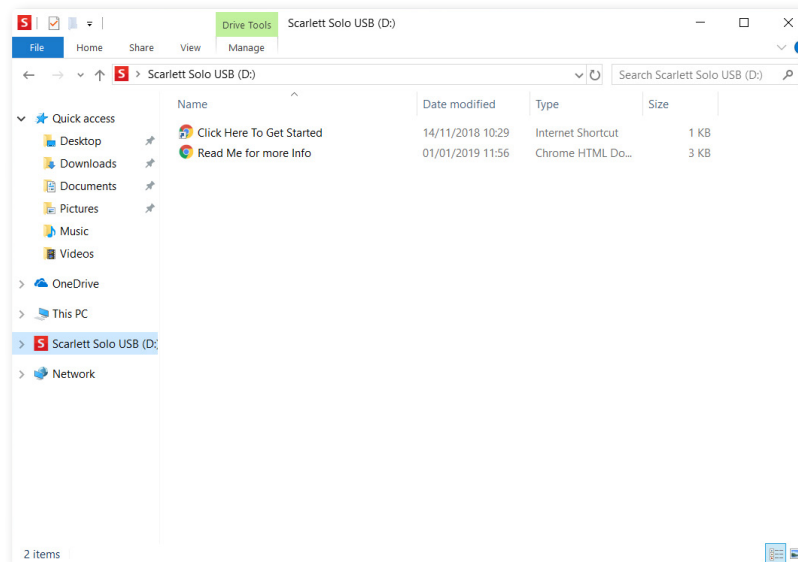 S Drive Tools Scarlett Solo USB (D:)
File Home Share View Manage
S Scarlett Solo USB (D:) Search Scarlett Solo USB (D:)
Name Date modified Type Size
Quick access
Click Here To Get Started 14/11/2018 10:29 Internet Shortcut 1 KB
Desktop
Read Me for more Info 01/01/2019 11:56 Chrome HTML Do... 3 KB
Downloads
Documents
Pictures
Music
Videos
OneDrive
This PC
S Scarlett Solo USB (D:
Network
2 items